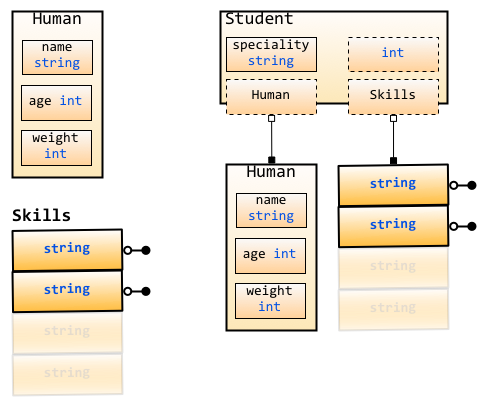 Human
name
string
age int
weight
int
Skills
string
string
string
string
Student
speciality
string
int
Human
Skills
Human
name
string
age int
weight
int
string
string
string
string